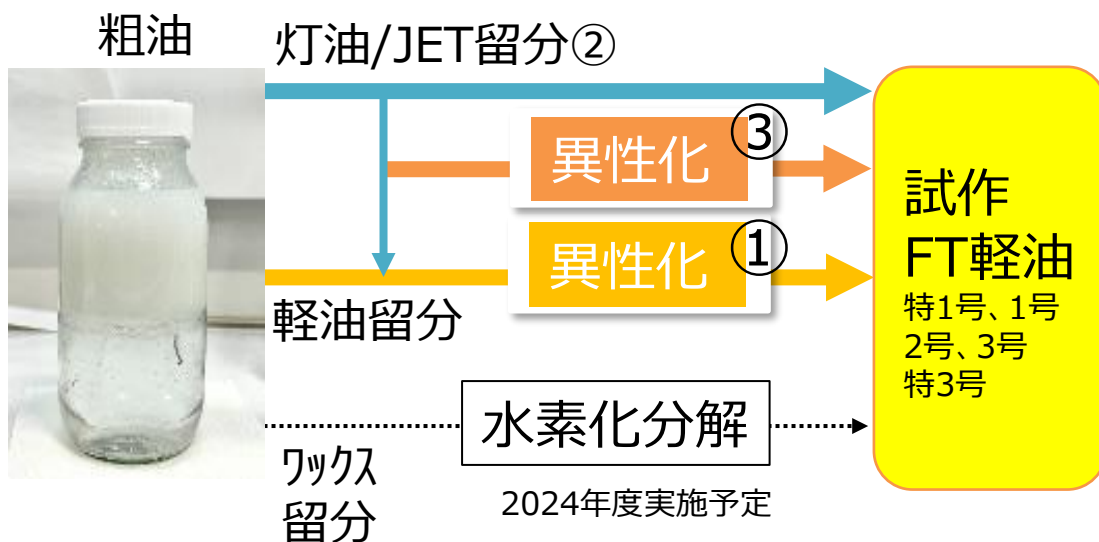 粗油
灯油/JET留分②
異性化
③
異性化
①
軽油留分
水素化分解
ﾜｯｸｽ
留分
2024年度実施予定
試作
FT軽油
特1号、1号
2号、3号
特3号